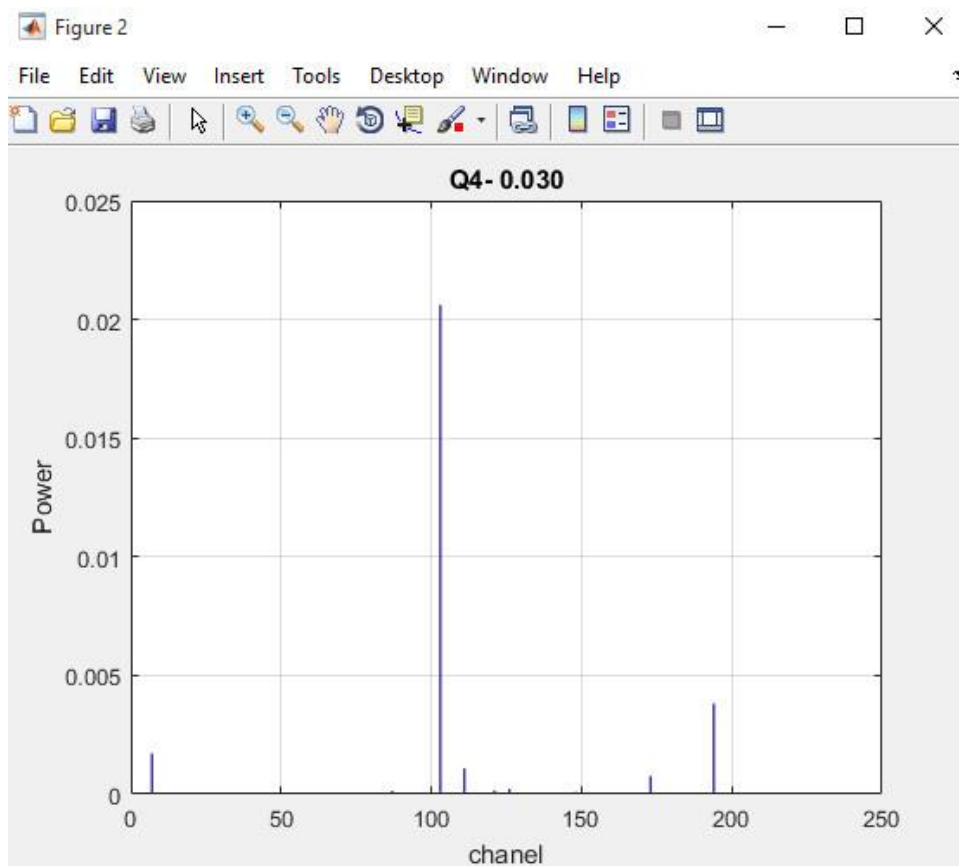 Figure 2
File Edit View Insert Tools Desktop Window Help
Q4- 0.030
0.025
0.02
0.015
0.01
0.005
0
Power
0 50 100 150 200 250
chanel